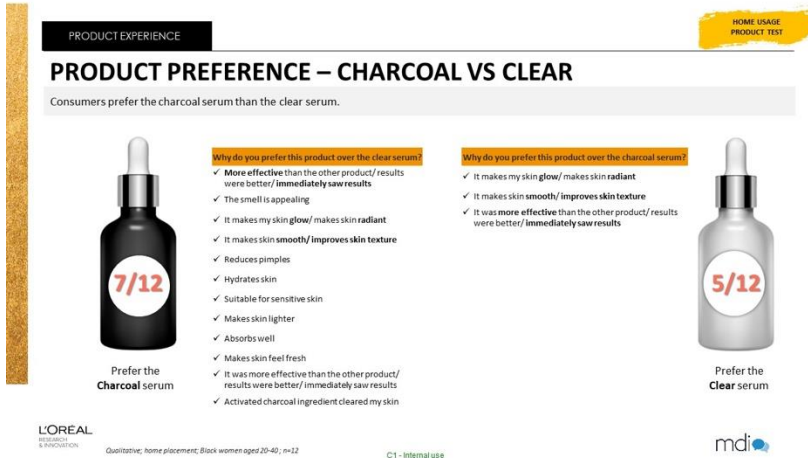 PRODUCT EXPERIENCE
HOME USAGE
PRODUCT TEST
PRODUCT PREFERENCE – CHARCOAL VS CLEAR
Consumers prefer the charcoal serum than the clear serum.
7/12
Prefer the
Charcoal serum
Why do you prefer this product over the clear serum?
✓ More effective than the other product/ results
were better/ immediately saw results
✓ The smell is appealing
✓ It makes my skin glow/ makes skin radiant
✓ It makes skin smooth/ improves skin texture
✓ Reduces pimples
✓ Hydrates skin
✓ Suitable for sensitive skin
✓ Makes skin lighter
✓ Absorbs well
✓ Makes skin feel fresh
✓ It was more effective than the other product/
results were better/ immediately saw results
✓ Activated charcoal ingredient cleared my skin
Why do you prefer this product over the charcoal serum?
✓ It makes my skin glow/ makes skin radiant
✓ It makes skin smooth/ improves skin texture
✓ It was more effective than the other product/ results
were better/ immediately saw results
5/12
Prefer the
Clear serum
L'ORÉAL
RESEARCH
& INNOVATION
Qualitative; home placement; Black women aged 20-40 ; n=12
C1 - Internal use
mdi